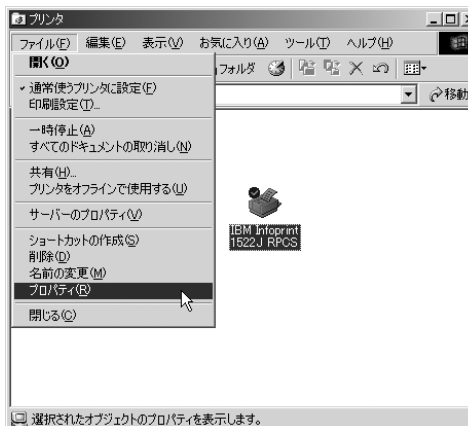 プリンタ
ファイル(F) 編集(E) 表示(V) お気に入り(A) ツール(T) ヘルプ(H)
開く(O)
フォルダ
通常使うプリンタに設定(F)
印刷設定(T)...
移動
一時停止(A)
すべてのドキュメントの取り消し(N)
共有(H)...
プリンタをオフラインで使用する(U)
サーバーのプロパティ(V)
ショートカットの作成(S)
削除(D)
名前の変更(M)
プロパティ(R)
閉じる(C)
IBM Infoprint
1522J RPCS
選択されたオブジェクトのプロパティを表示します。